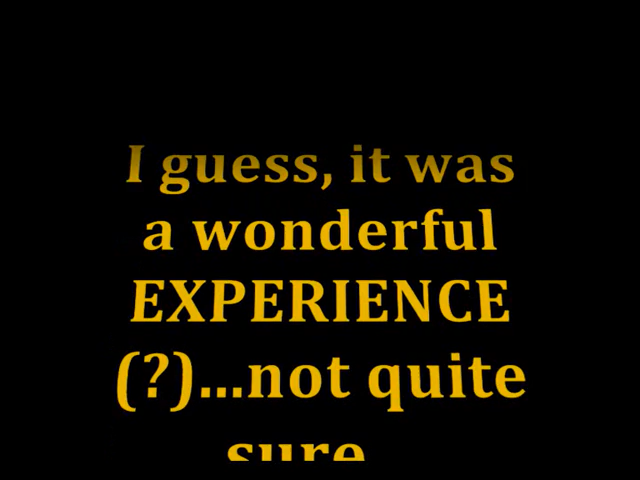 I guess, it was
a wonderful
EXPERIENCE
(?)...not quite
sure